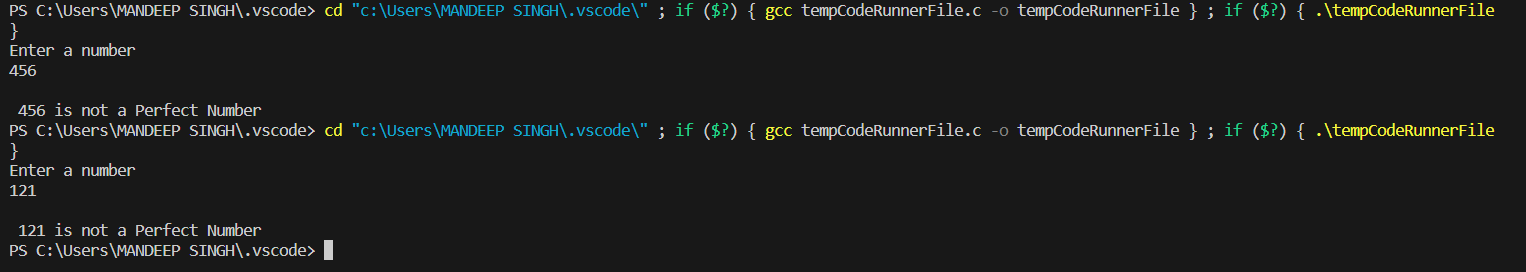 PS C:\Users\MANDEEP SINGH\.vscode> cd "c:\Users\MANDEEP SINGH\.vscode\" ; if ($?) { gcc tempCodeRunnerFile.c -o tempCodeRunnerFile } ; if ($?) { .\tempCodeRunnerFile
}
Enter a number
456
 456 is not a Perfect Number
PS C:\Users\MANDEEP SINGH\.vscode> cd "c:\Users\MANDEEP SINGH\.vscode\" ; if ($?) { gcc tempCodeRunnerFile.c -o tempCodeRunnerFile } ; if ($?) { .\tempCodeRunnerFile
}
Enter a number
121
 121 is not a Perfect Number
PS C:\Users\MANDEEP SINGH\.vscode>